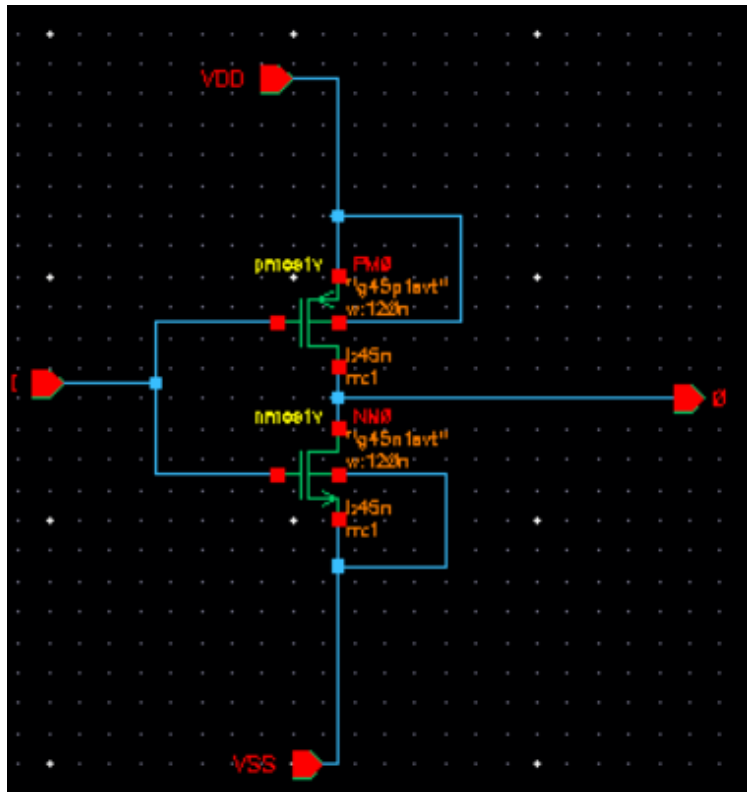 VDD
pmos1v PM0
"g45p1svt"
w:120n
l:45n
m:1
I
O
nmos1v NM0
"g45n1svt"
w:120n
l:45n
m:1
VSS